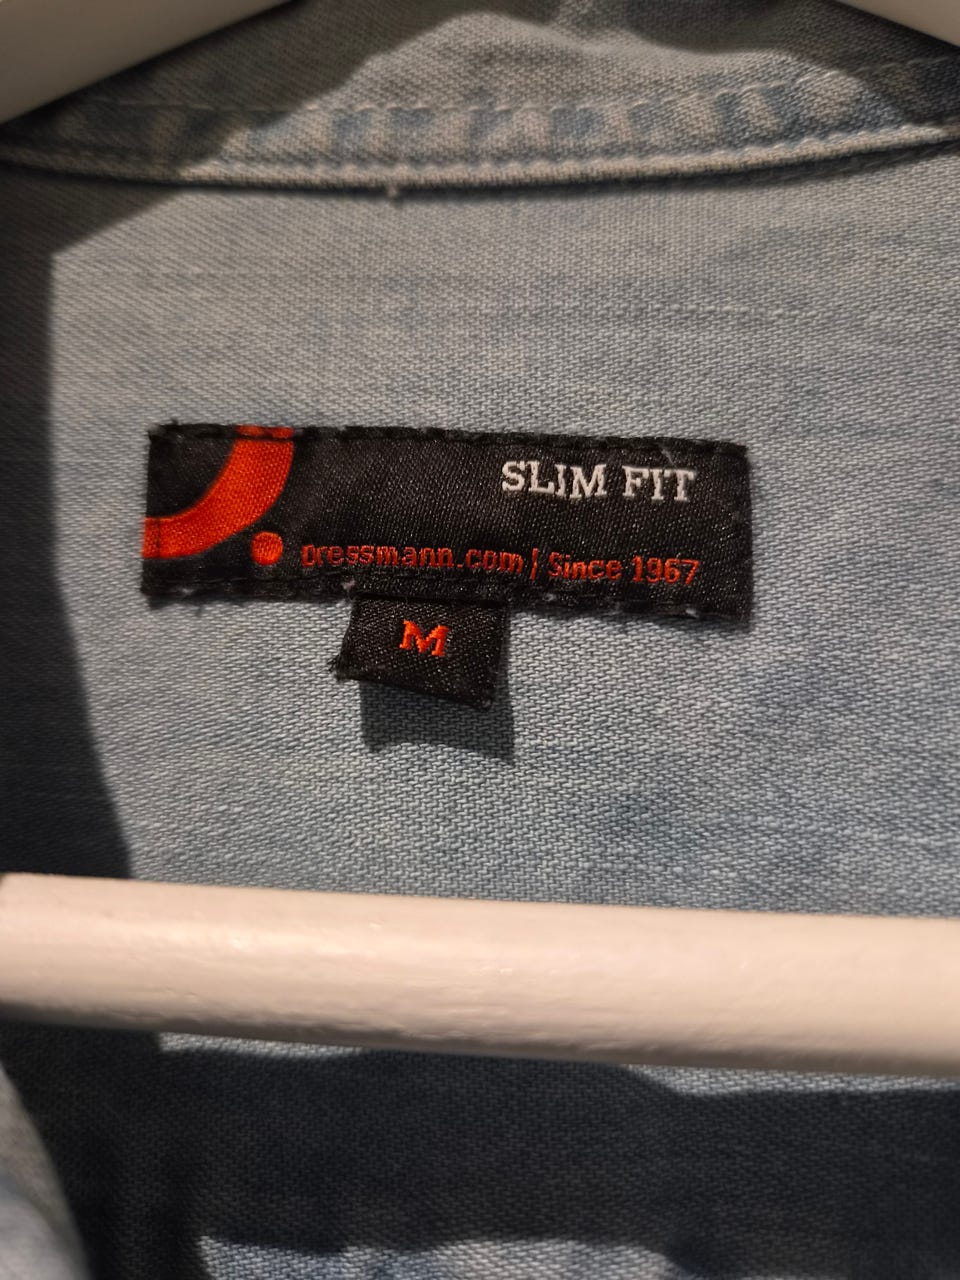 SLIM FIT
Dressmann.com | Since 1967
M